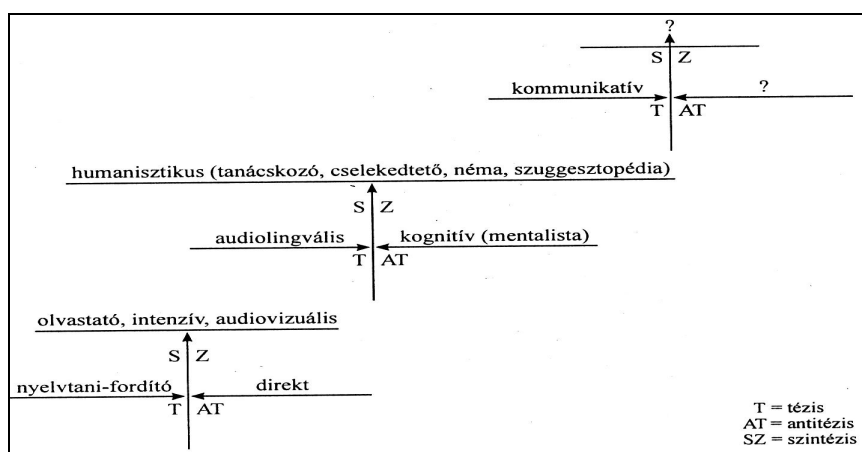 ?
S Z
kommunikatív ?
T AT
humanisztikus (tanácskozó, cselekedtető, néma, szuggesztopédia)
S Z
audiolingvális kognitív (mentalista)
T AT
olvastató, intenzív, audiovizuális
S Z
nyelvtani-fordító direkt
T AT
T = tézis
AT = antitézis
SZ = szintézis